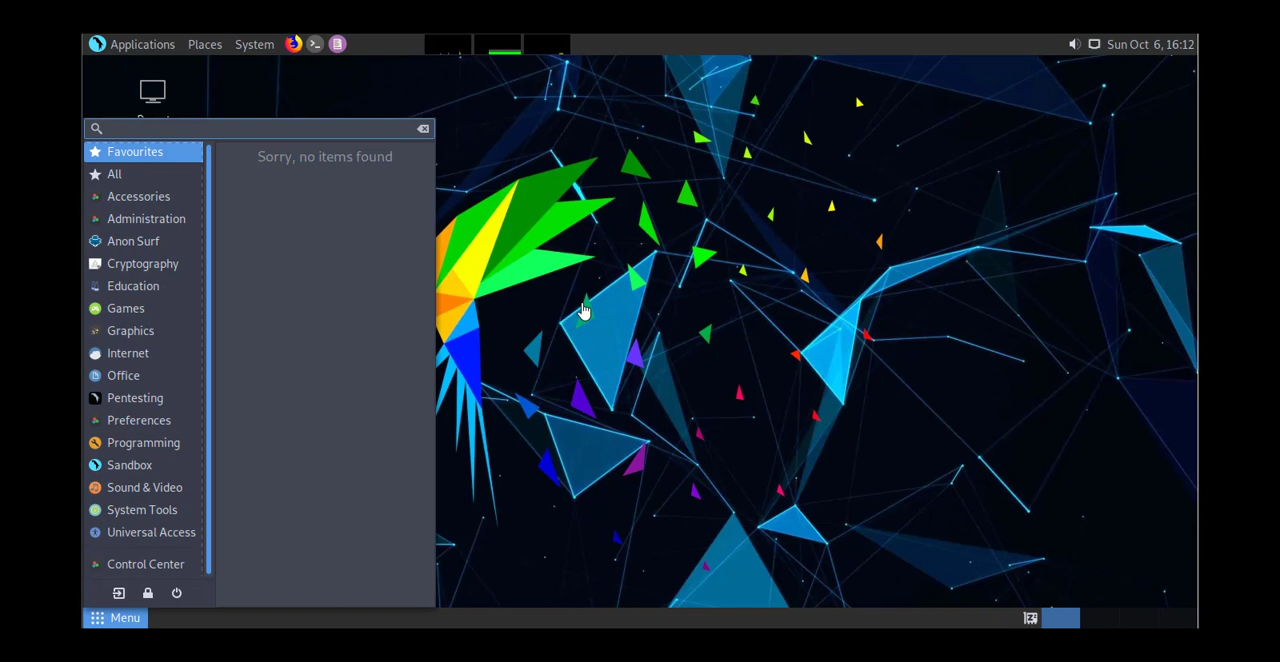 Applications Places System Sun Oct 6, 16:12
Favourites
Sorry, no items found
All
Accessories
Administration
Anon Surf
Cryptography
Education
Games
Graphics
Internet
Office
Pentesting
Preferences
Programming
Sandbox
Sound & Video
System Tools
Universal Access
Control Center
Menu